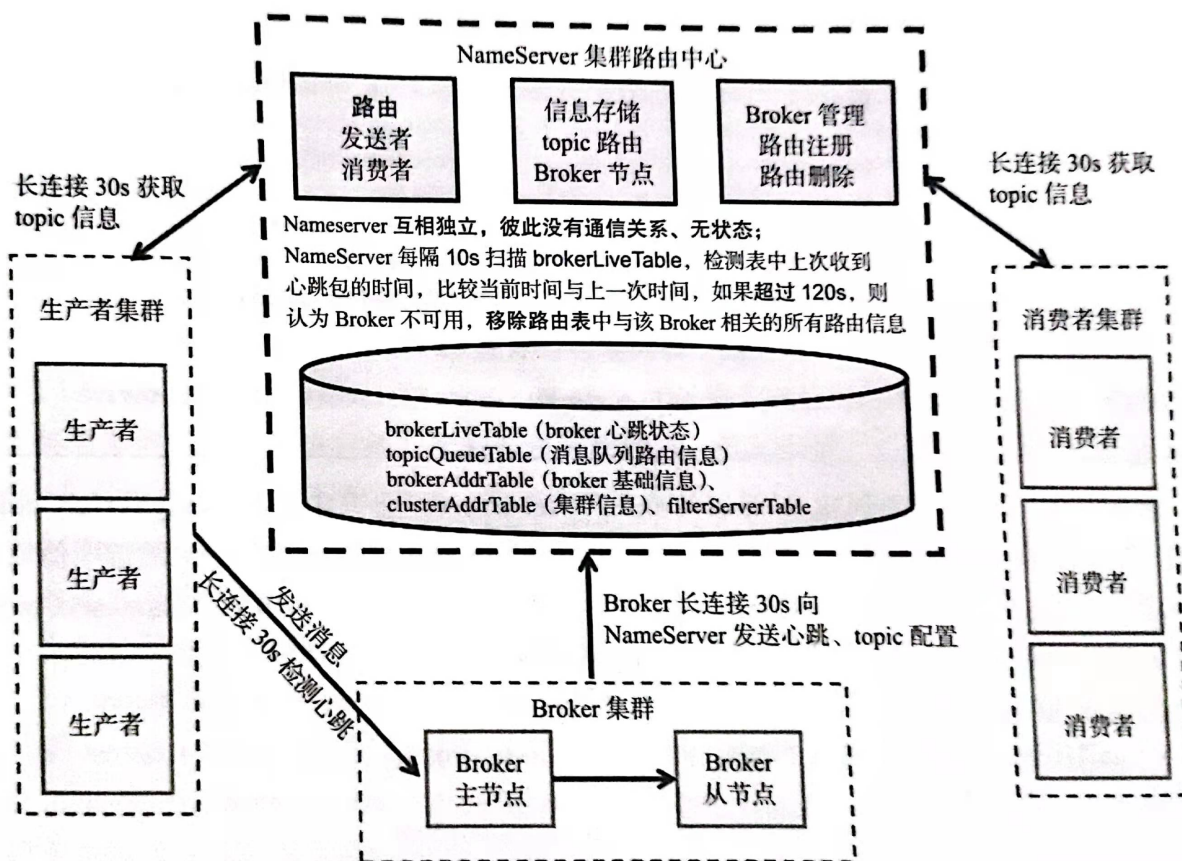 NameServer 集群路由中心
路由
发送者
消费者
信息存储
topic 路由
Broker 节点
Broker 管理
路由注册
路由删除
长连接 30s 获取
topic 信息
长连接 30s 获取
topic 信息
Nameserver 互相独立，彼此没有通信关系、无状态；
NameServer 每隔 10s 扫描 brokerLiveTable，检测表中上次收到
心跳包的时间，比较当前时间与上一次时间，如果超过 120s，则
认为 Broker 不可用，移除路由表中与该 Broker 相关的所有路由信息
brokerLiveTable（broker 心跳状态）
topicQueueTable（消息队列路由信息）
brokerAddrTable（broker 基础信息）、
clusterAddrTable（集群信息）、filterServerTable
生产者集群
生产者
生产者
生产者
消费者集群
消费者
消费者
消费者
发送消息
长连接 30s 检测心跳
Broker 长连接 30s 向
NameServer 发送心跳、topic 配置
Broker 集群
Broker
主节点
Broker
从节点